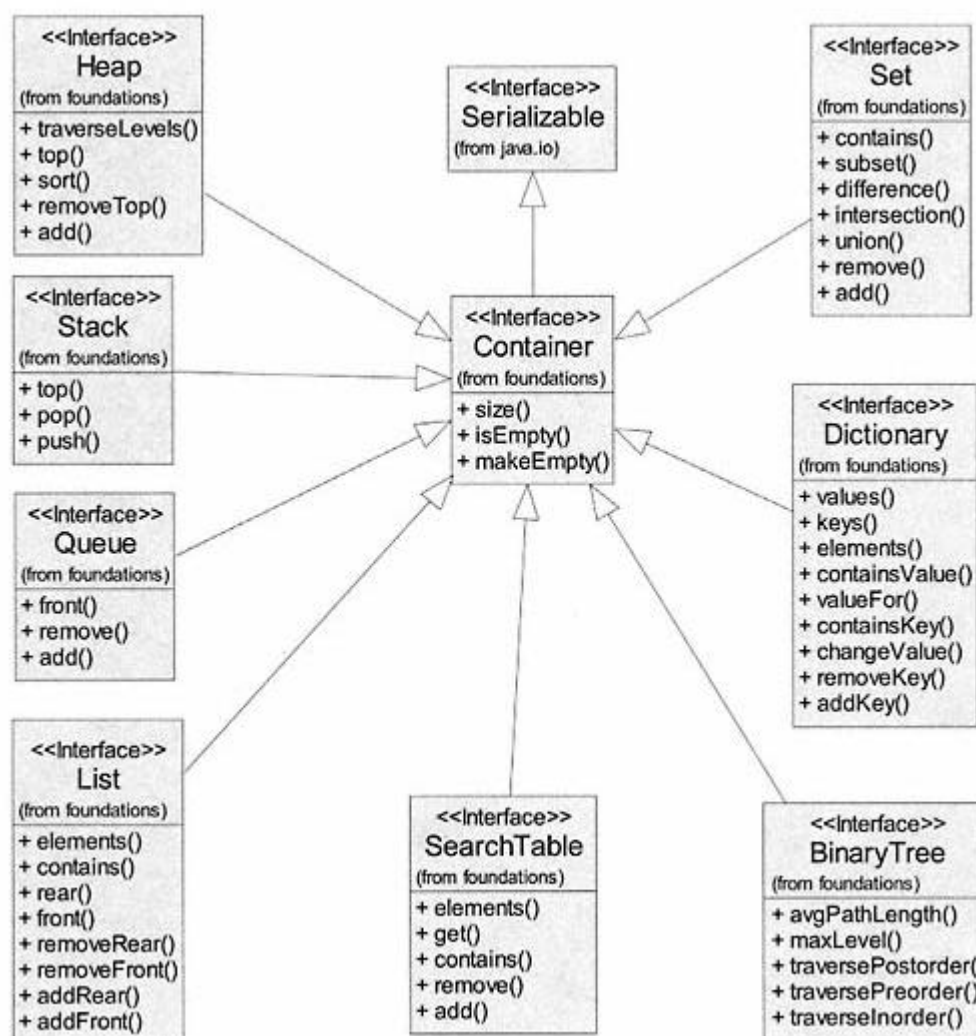 <<Interface>>
Heap
(from foundations)
+ traverseLevels()
+ top()
+ sort()
+ removeTop()
+ add()
<<Interface>>
Serializable
(from java.io)
<<Interface>>
Set
(from foundations)
+ contains()
+ subset()
+ difference()
+ intersection()
+ union()
+ remove()
+ add()
<<Interface>>
Stack
(from foundations)
+ top()
+ pop()
+ push()
<<Interface>>
Container
(from foundations)
+ size()
+ isEmpty()
+ makeEmpty()
<<Interface>>
Dictionary
(from foundations)
+ values()
+ keys()
+ elements()
+ containsValue()
+ valueFor()
+ containsKey()
+ changeValue()
+ removeKey()
+ addKey()
<<Interface>>
Queue
(from foundations)
+ front()
+ remove()
+ add()
<<Interface>>
List
(from foundations)
+ elements()
+ contains()
+ rear()
+ front()
+ removeRear()
+ removeFront()
+ addRear()
+ addFront()
<<Interface>>
SearchTable
(from foundations)
+ elements()
+ get()
+ contains()
+ remove()
+ add()
<<Interface>>
BinaryTree
(from foundations)
+ avgPathLength()
+ maxLevel()
+ traversePostorder(
+ traversePreorder(
+ traverseInorder()